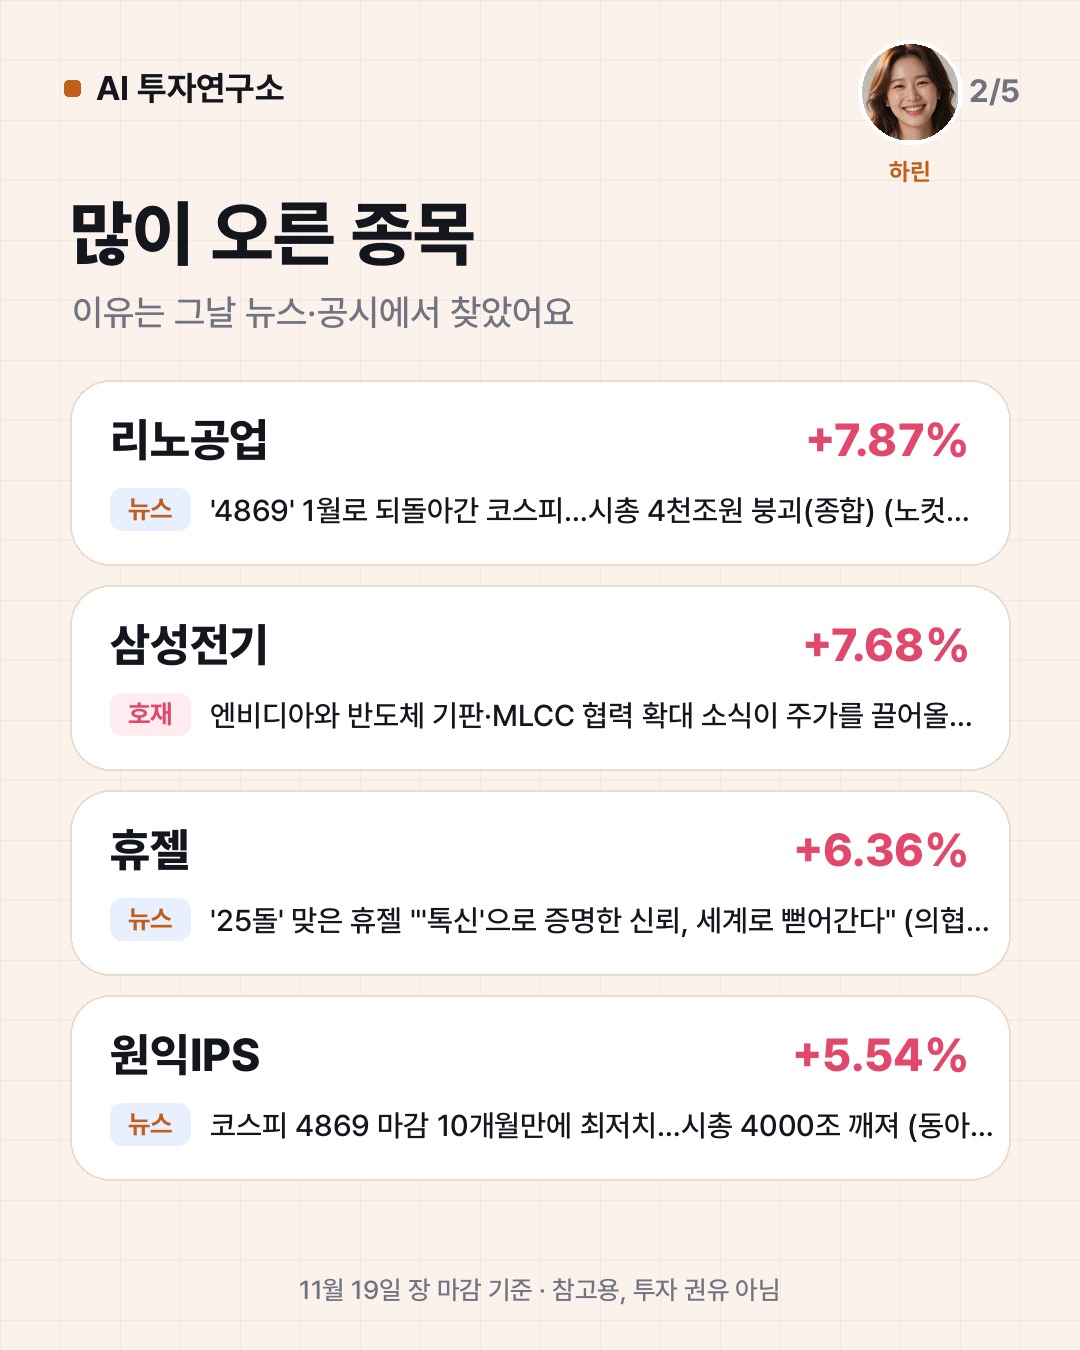 AI 투자연구소
2/5
하린
많이 오른 종목
이유는 그날 뉴스·공시에서 찾았어요
리노공업
+7.87%
뉴스 '4869' 1월로 되돌아간 코스피...시총 4천조원 붕괴(종합) (노컷...
삼성전기
+7.68%
호재 엔비디아와 반도체 기판·MLCC 협력 확대 소식이 주가를 끌어올...
휴젤
+6.36%
뉴스 '25돌' 맞은 휴젤 "'톡신'으로 증명한 신뢰, 세계로 뻗어간다" (의협...
원익IPS
+5.54%
뉴스 코스피 4869 마감 10개월만에 최저치...시총 4000조 깨져 (동아...
11월 19일 장 마감 기준 · 참고용, 투자 권유 아님